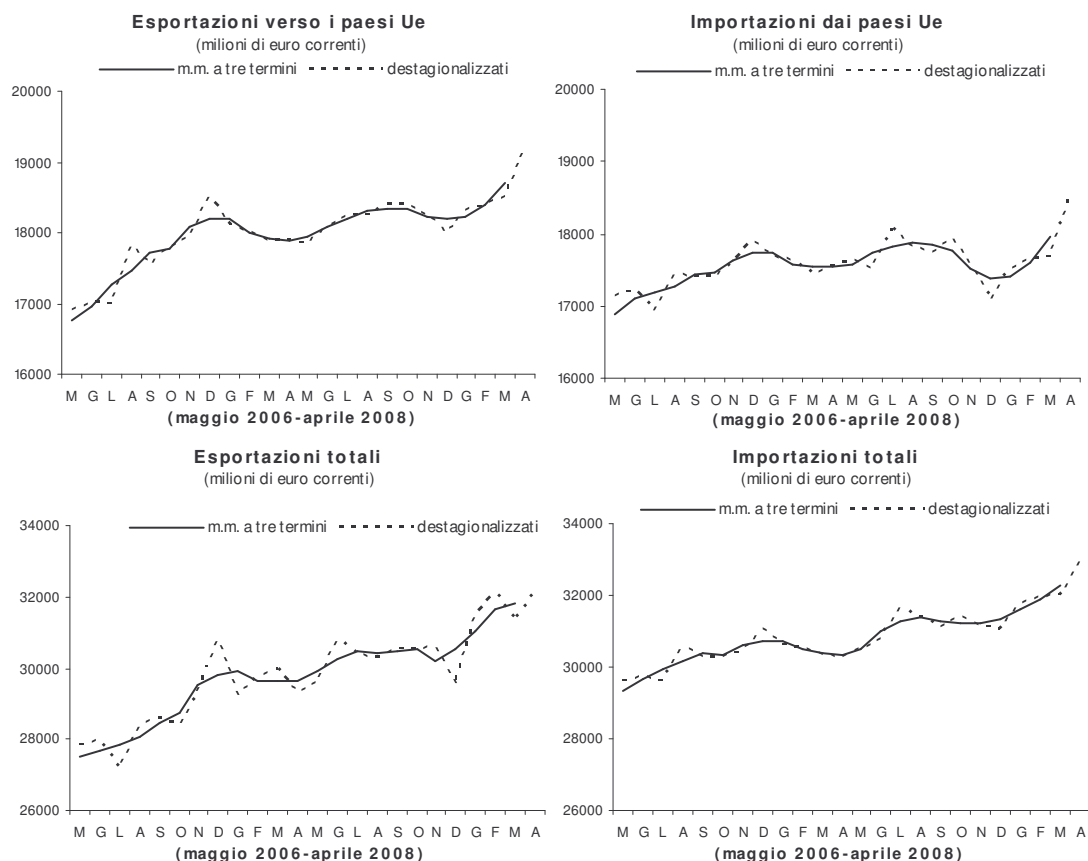 Esportazioni verso i paesi Ue
(milioni di euro correnti)
m.m. a tre termini destagionalizzati
20000
19000
18000
17000
16000
M G L A S O N D G F M A M G L A S O N D G F M A
(maggio 2006-aprile 2008)
Importazioni dai paesi Ue
(milioni di euro correnti)
m.m. a tre termini destagionalizzati
20000
19000
18000
17000
16000
M G L A S O N D G F M A M G L A S O N D G F M A
(maggio 2006-aprile 2008)
Esportazioni totali
(milioni di euro correnti)
m.m. a tre termini destagionalizzati
34000
32000
30000
28000
26000
M G L A S O N D G F M A M G L A S O N D G F M A
(maggio 2006-aprile 2008)
Importazioni totali
(milioni di euro correnti)
m.m. a tre termini destagionalizzati
34000
32000
30000
28000
26000
M G L A S O N D G F M A M G L A S O N D G F M A
(maggio 2006-aprile 2008)